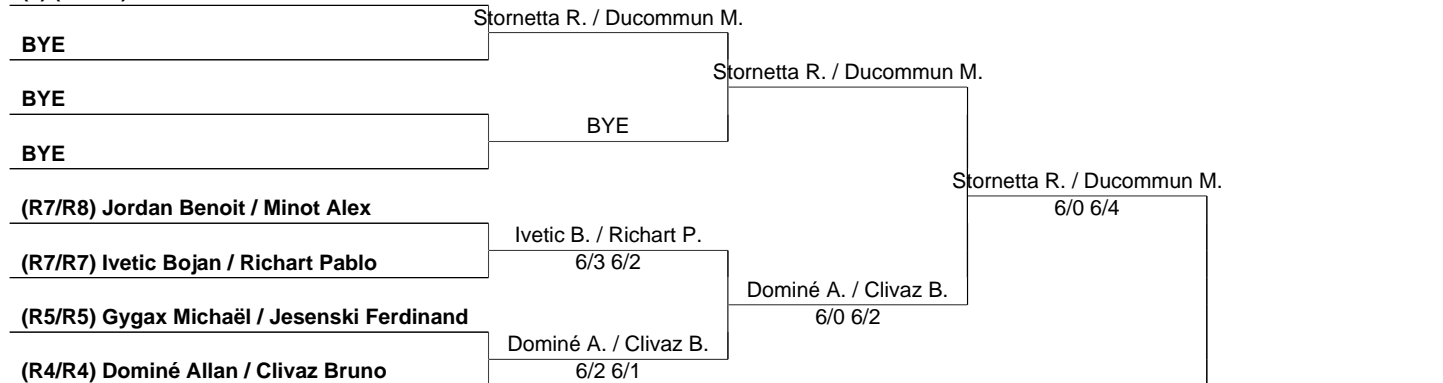 Stornetta R. / Ducommun M.
BYE
Stornetta R. / Ducommun M.
BYE
BYE
BYE
Stornetta R. / Ducommun M.
(R7/R8) Jordan Benoit / Minot Alex
6/0 6/4
Ivetic B. / Richart P.
(R7/R7) Ivetic Bojan / Richart Pablo
6/3 6/2
Dominé A. / Clivaz B.
(R5/R5) Gygax Michaël / Jesenski Ferdinand
6/0 6/2
Dominé A. / Clivaz B.
(R4/R4) Dominé Allan / Clivaz Bruno
6/2 6/1